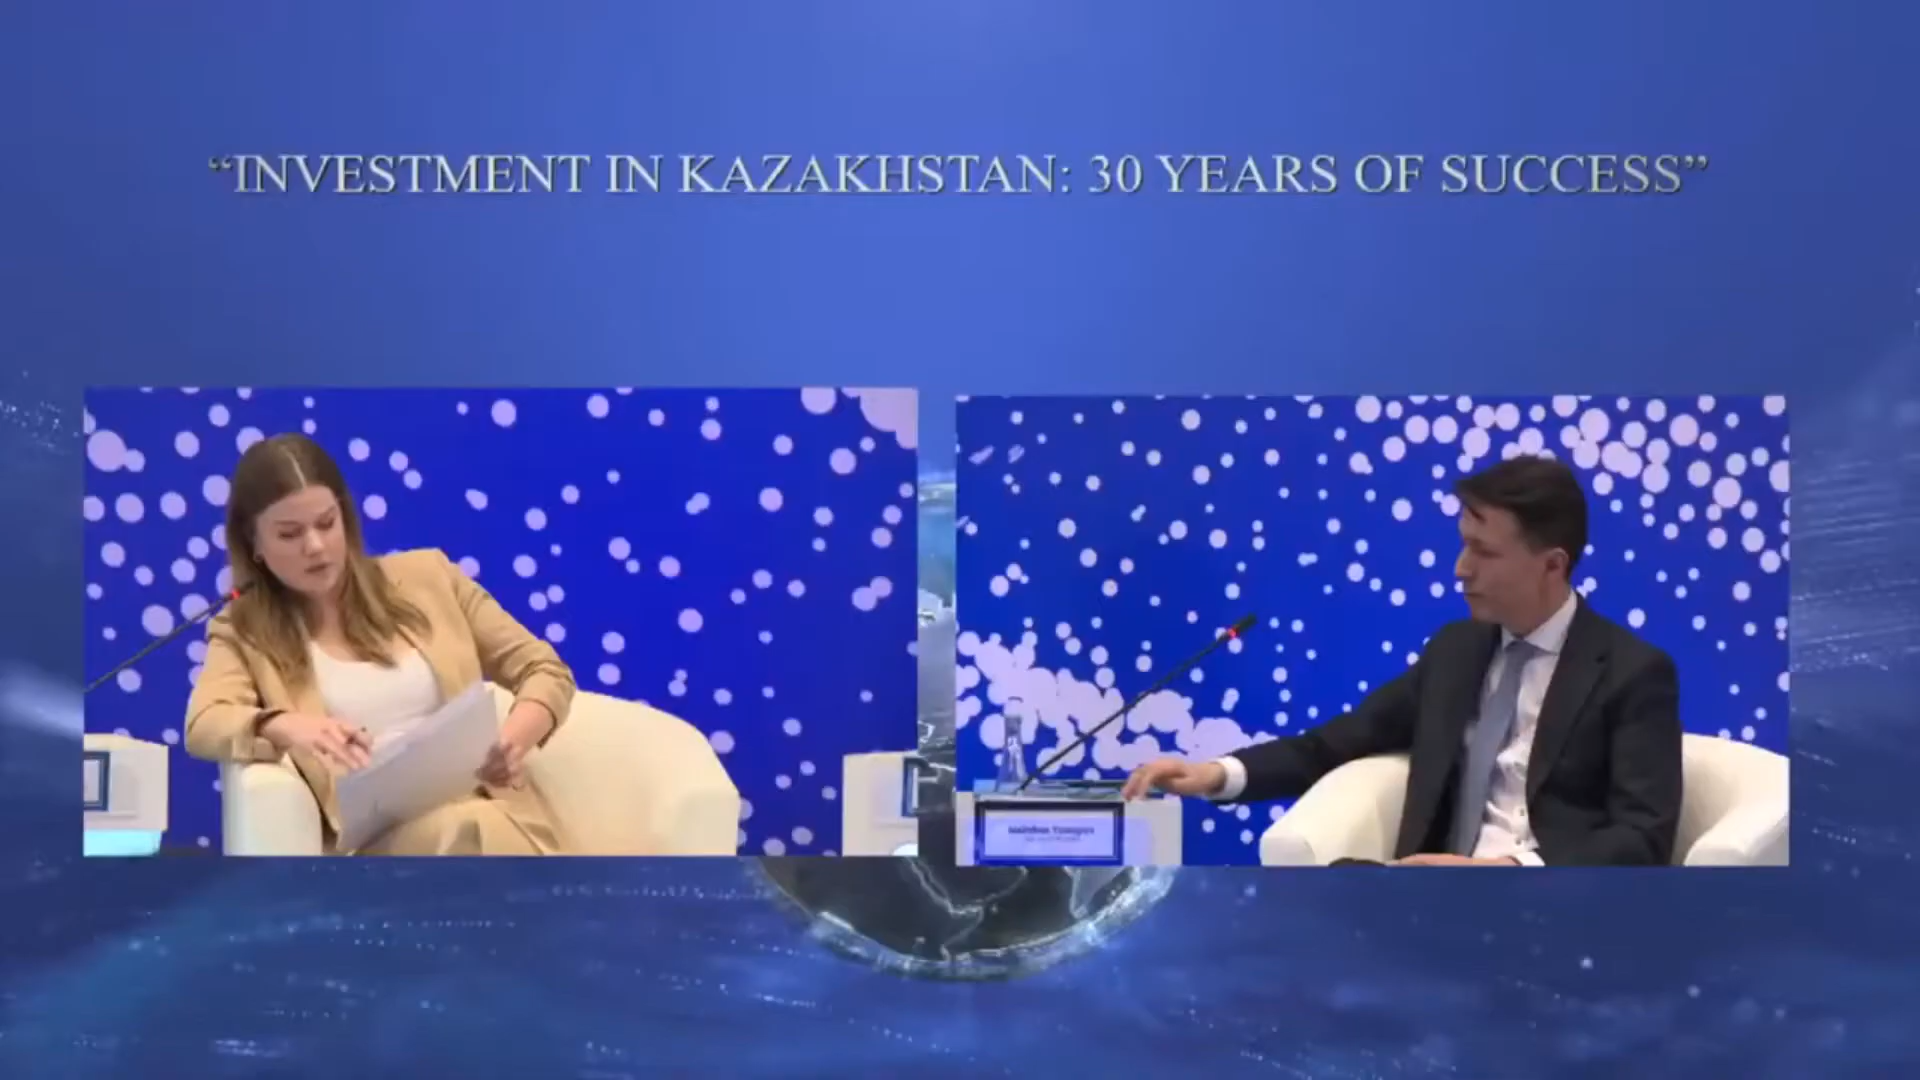 “INVESTMENT IN KAZAKHSTAN: 30 YEARS OF SUCCESS”